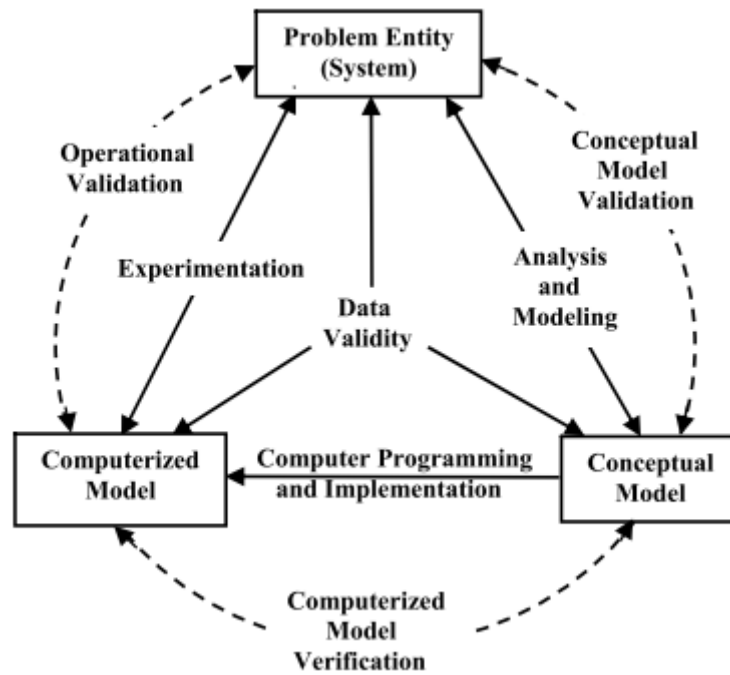 Problem Entity
(System)
Operational
Validation
Conceptual
Model
Validation
Experimentation
Analysis
and
Modeling
Data
Validity
Computerized
Model
Computer Programming
and Implementation
Conceptual
Model
Computerized
Model
Verification